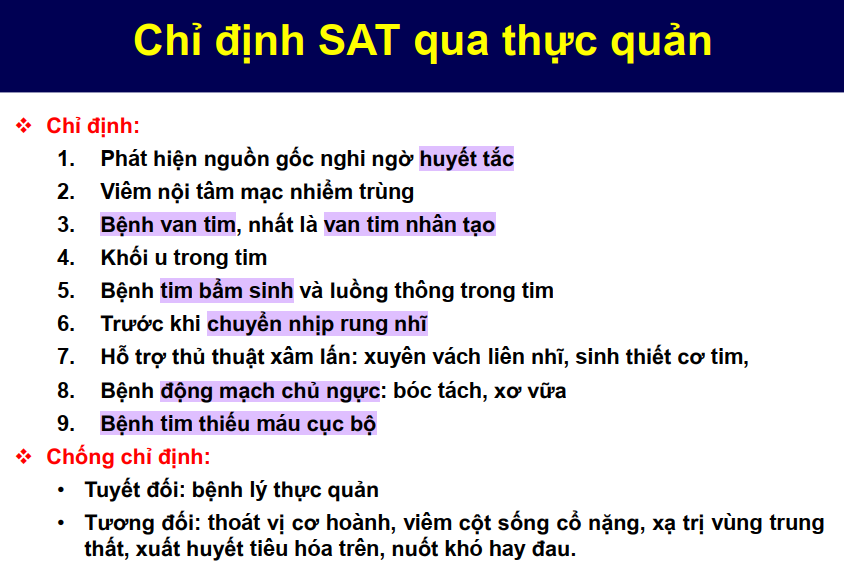 Chỉ định SAT qua thực quản
❖ Chỉ định:
1. Phát hiện nguồn gốc nghi ngờ huyết tắc
2. Viêm nội tâm mạc nhiểm trùng
3. Bệnh van tim, nhất là van tim nhân tạo
4. Khối u trong tim
5. Bệnh tim bẩm sinh và luồng thông trong tim
6. Trước khi chuyển nhịp rung nhĩ
7. Hỗ trợ thủ thuật xâm lấn: xuyên vách liên nhĩ, sinh thiết cơ tim,
8. Bệnh động mạch chủ ngực: bóc tách, xơ vữa
9. Bệnh tim thiếu máu cục bộ
❖ Chống chỉ định:
• Tuyết đối: bệnh lý thực quản
• Tương đối: thoát vị cơ hoành, viêm cột sống cổ nặng, xạ trị vùng trung
thất, xuất huyết tiêu hóa trên, nuốt khó hay đau.